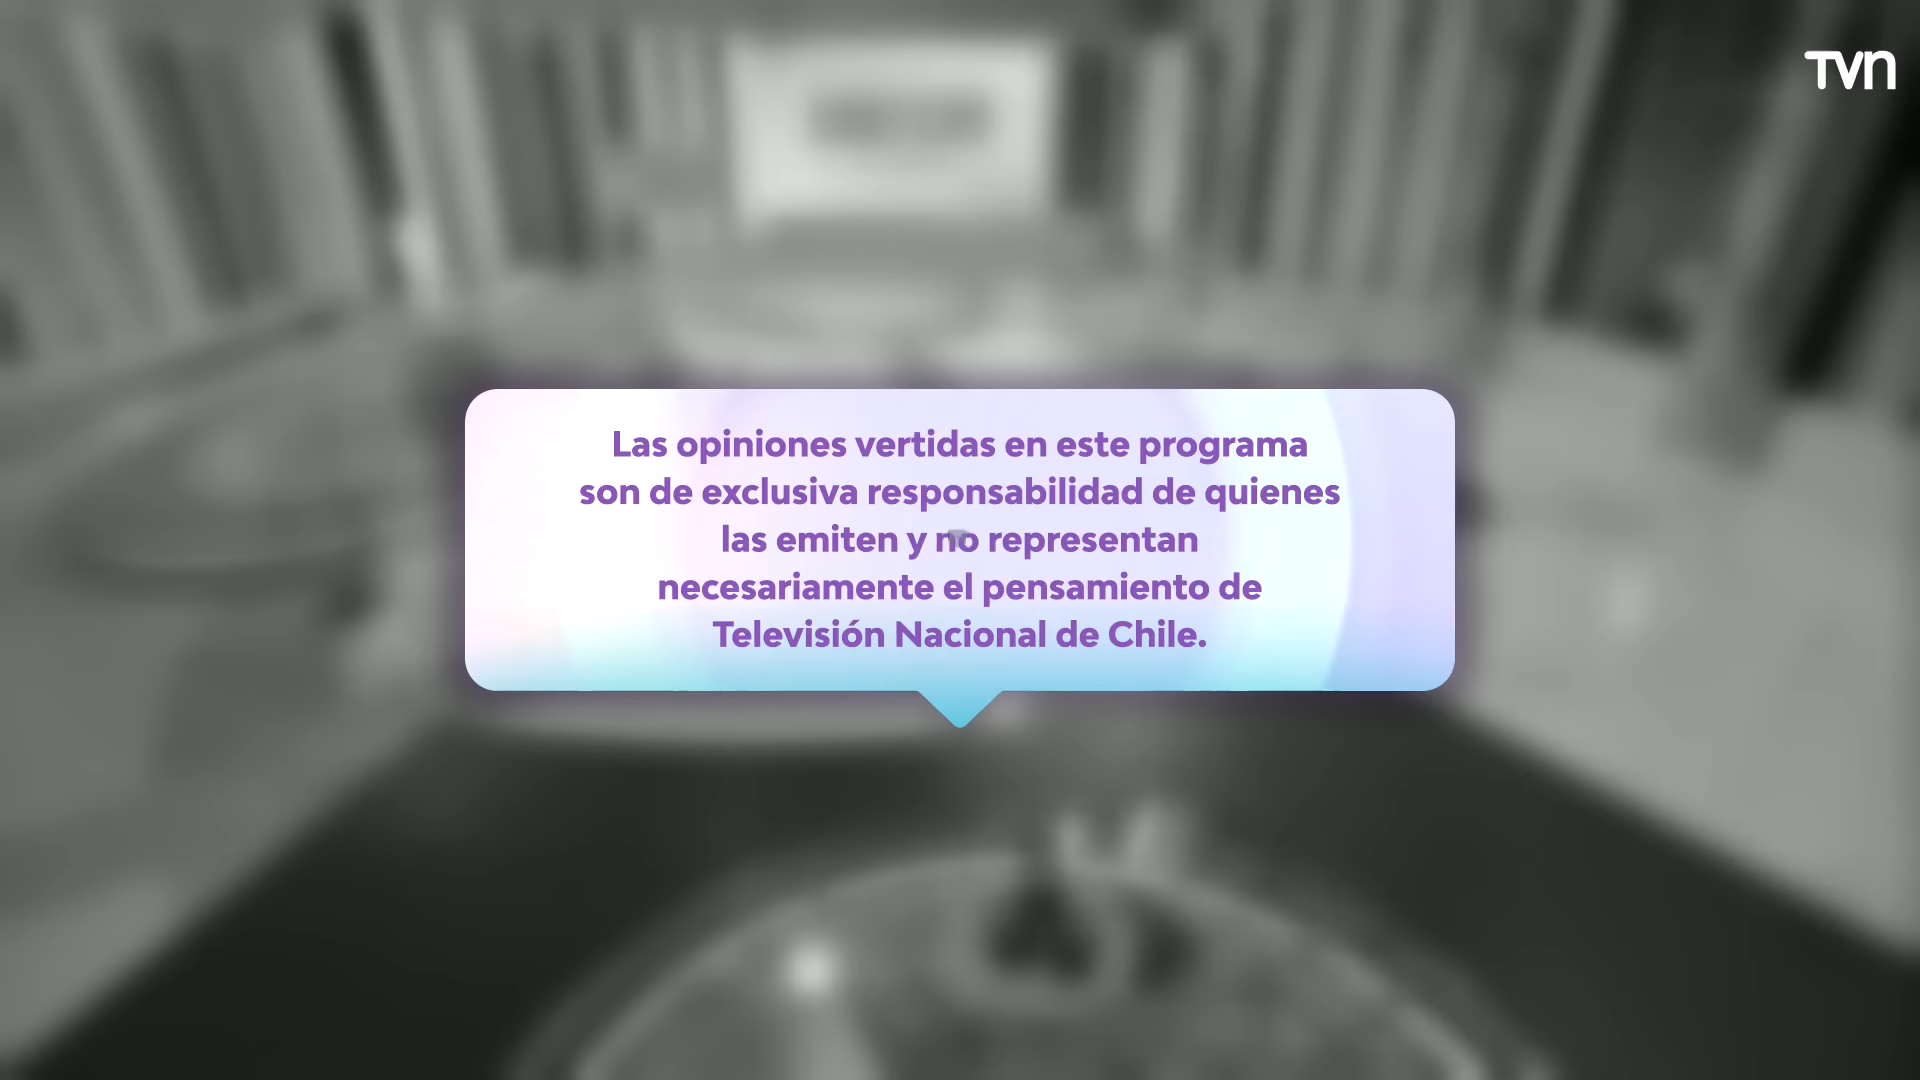 TVN
Las opiniones vertidas en este programa
son de exclusiva responsabilidad de quienes
las emiten y no representan
necesariamente el pensamiento de
Televisión Nacional de Chile.